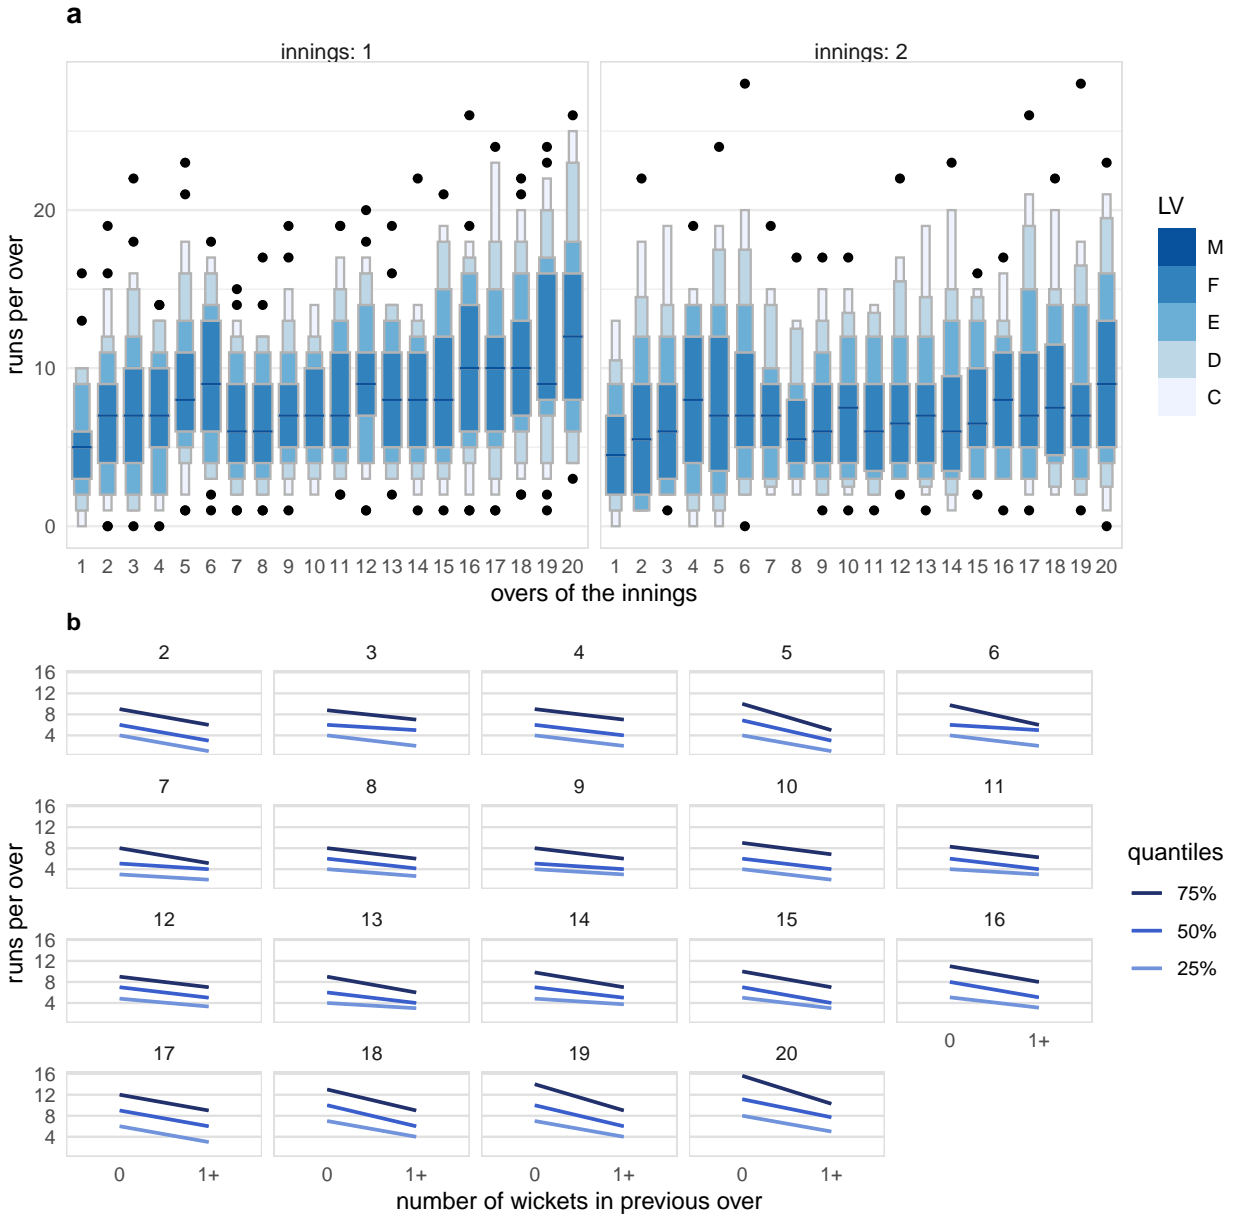 a
innings: 1 innings: 2
20
10
0
runs per over
1 2 3 4 5 6 7 8 9 10 11 12 13 14 15 16 17 18 19 20
1 2 3 4 5 6 7 8 9 10 11 12 13 14 15 16 17 18 19 20
overs of the innings
LV
M
F
E
D
C
b
2 3 4 5 6
16
12
8
4
7 8 9 10 11
16
12
8
4
12 13 14 15 16
16
12
8
4
0 1+
17 18 19 20
16
12
8
4
0 1+ 0 1+ 0 1+ 0 1+
runs per over
number of wickets in previous over
quantiles
75%
50%
25%